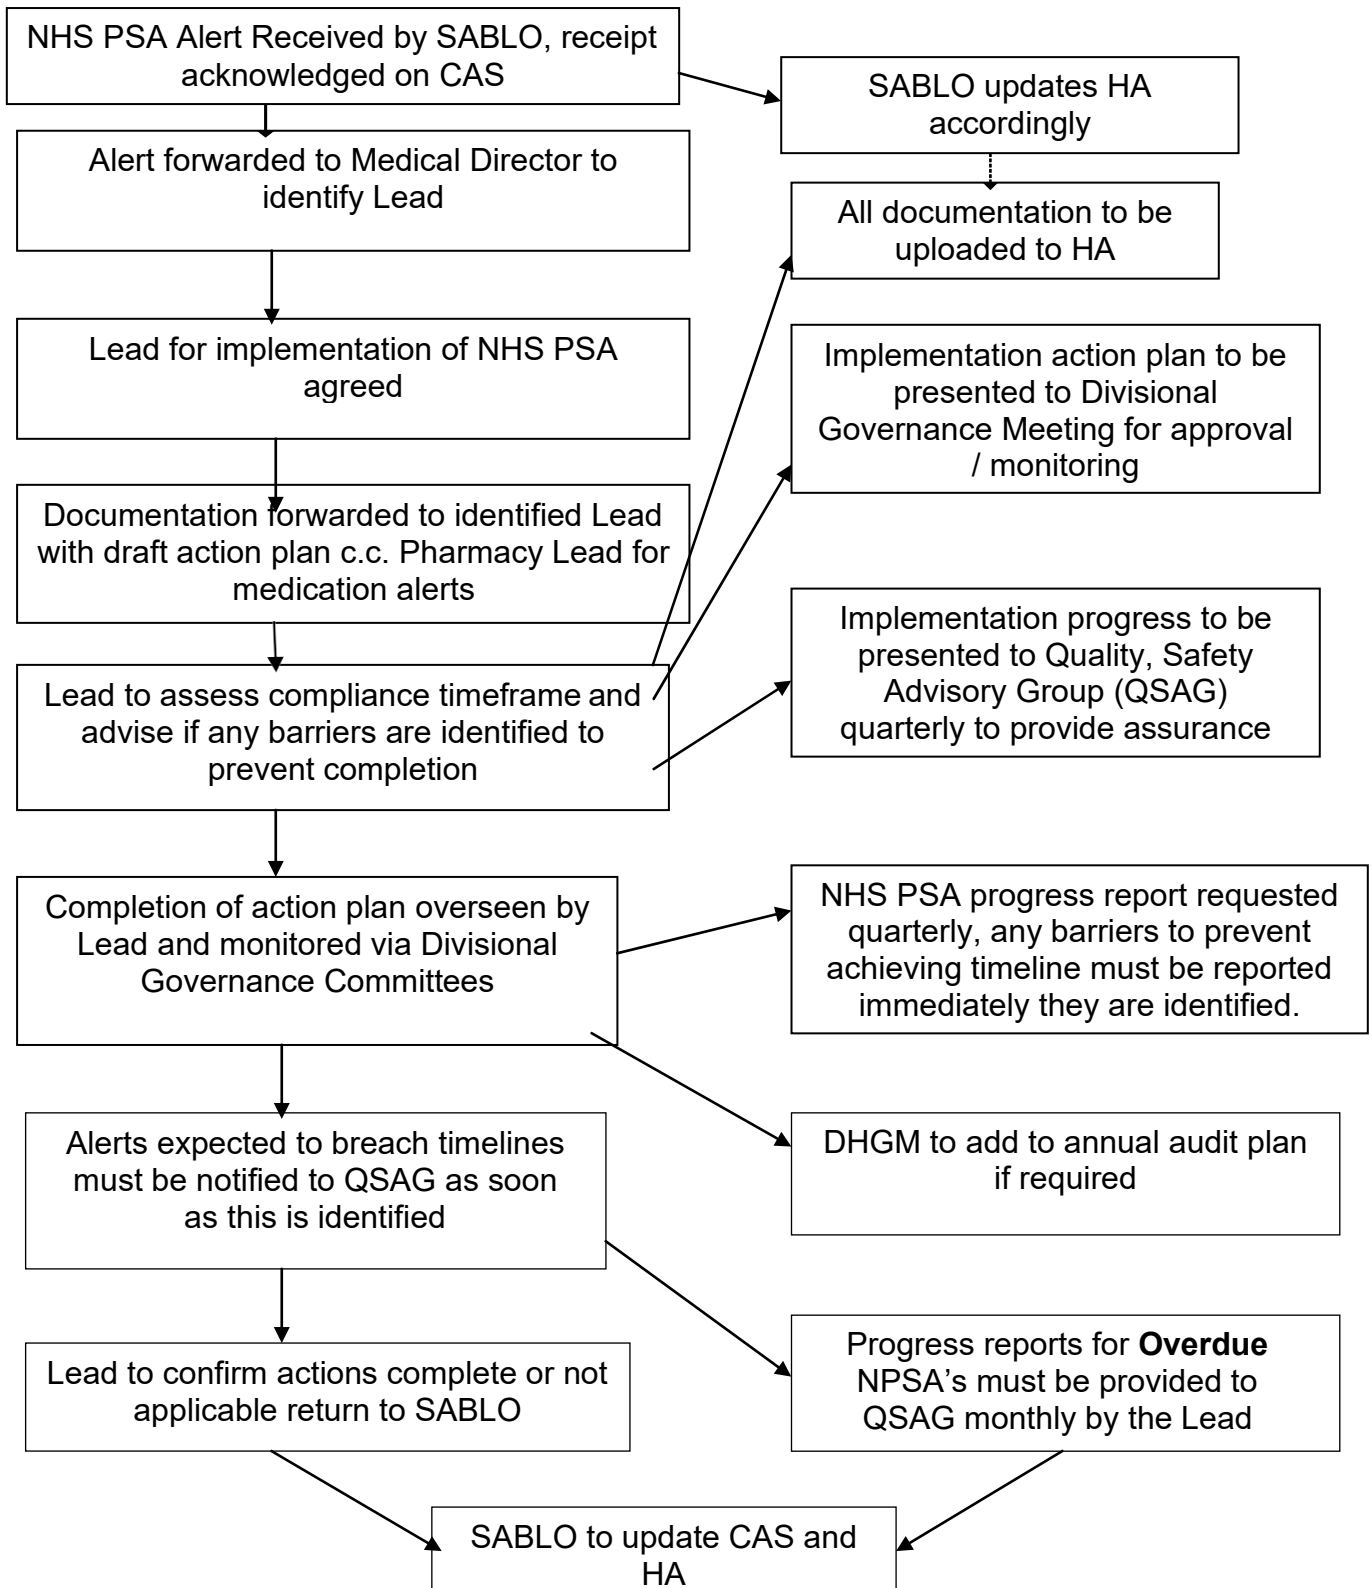 NHS PSA Alert Received by SABLO, receipt
acknowledged on CAS
SABLO updates HA
accordingly
Alert forwarded to Medical Director to
identify Lead
All documentation to be
uploaded to HA
Lead for implementation of NHS PSA
agreed
Implementation action plan to be
presented to Divisional
Governance Meeting for approval
/ monitoring
Documentation forwarded to identified Lead
with draft action plan c.c. Pharmacy Lead for
medication alerts
Implementation progress to be
presented to Quality, Safety
Advisory Group (QSAG)
quarterly to provide assurance
Lead to assess compliance timeframe and
advise if any barriers are identified to
prevent completion
Completion of action plan overseen by
Lead and monitored via Divisional
Governance Committees
NHS PSA progress report requested
quarterly, any barriers to prevent
achieving timeline must be reported
immediately they are identified.
Alerts expected to breach timelines
must be notified to QSAG as soon
as this is identified
DHGM to add to annual audit plan
if required
Lead to confirm actions complete or not
applicable return to SABLO
Progress reports for Overdue
NPSA’s must be provided to
QSAG monthly by the Lead
SABLO to update CAS and
HA